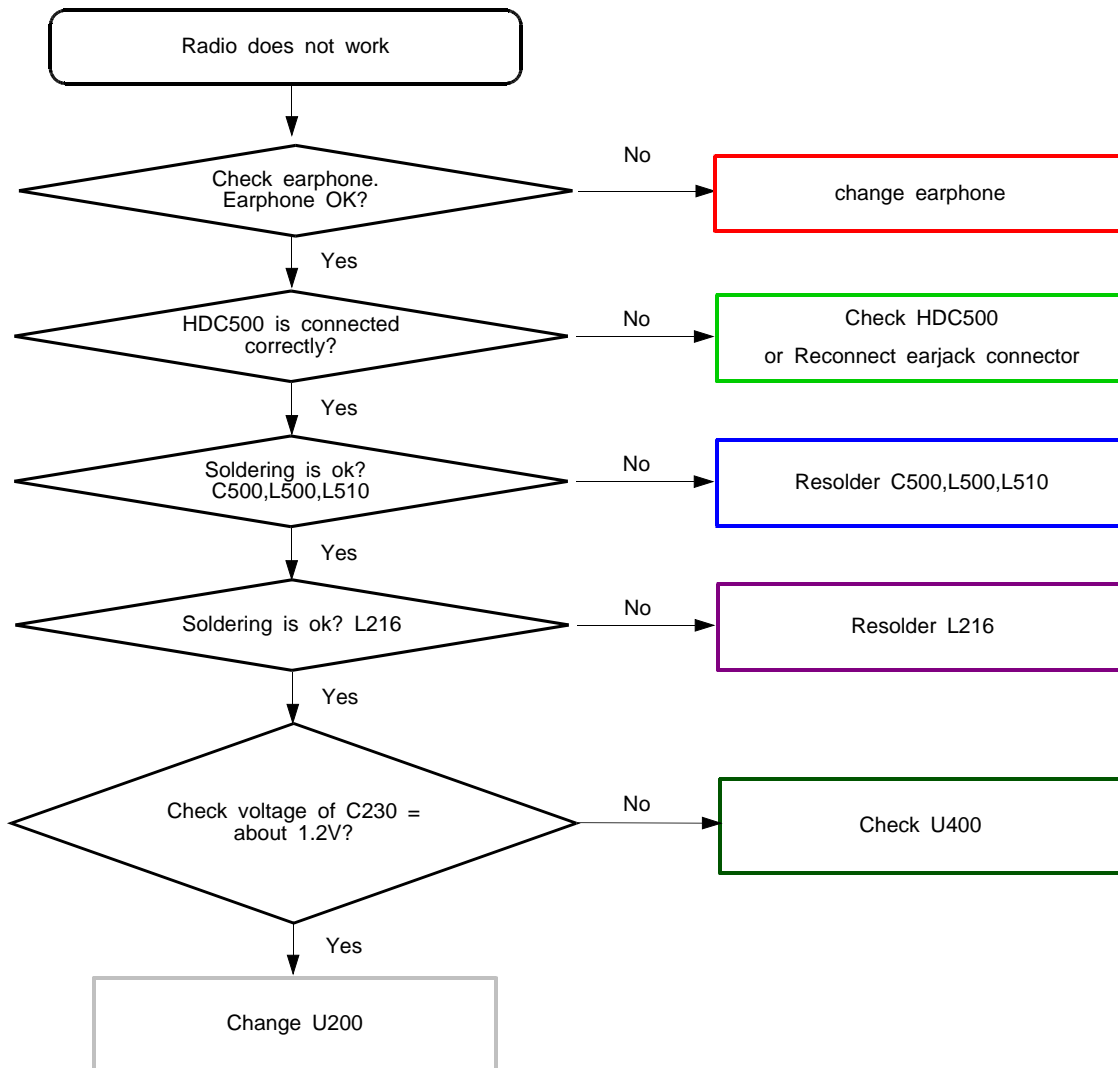 Radio does not work
Check earphone.
Earphone OK?
No
change earphone
Yes
HDC500 is connected
correctly?
No
Check HDC500
or Reconnect earjack connector
Yes
Soldering is ok?
C500,L500,L510
No
Resolder C500,L500,L510
Yes
Soldering is ok? L216
No
Resolder L216
Yes
Check voltage of C230 =
about 1.2V?
No
Check U400
Yes
Change U200